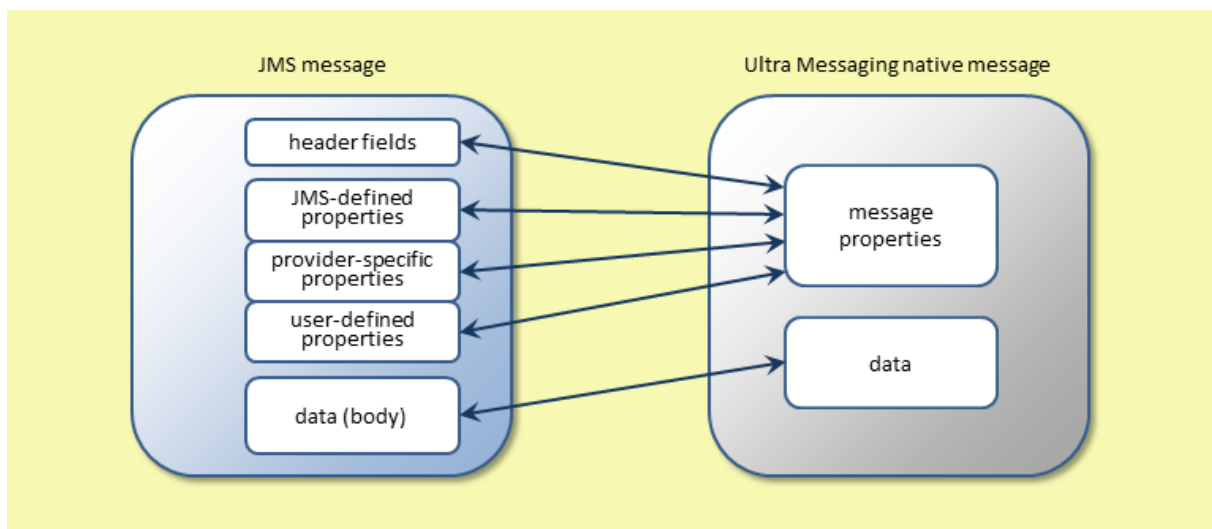 JMS message
header fields
JMS-defined
properties
provider-specific
properties
user-defined
properties
data (body)
Ultra Messaging native message
message
properties
data